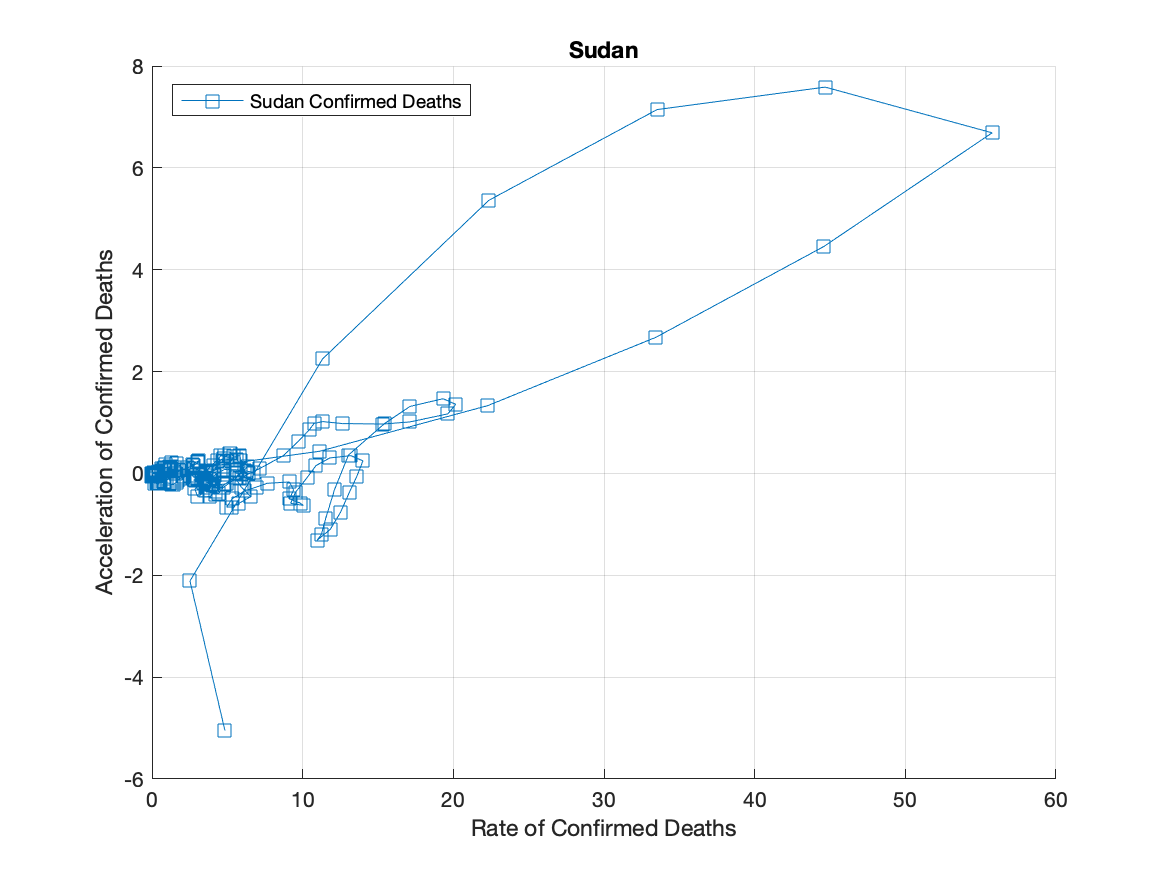 Sudan
Sudan Confirmed Deaths
8
6
4
2
0
-2
-4
-6
Acceleration of Confirmed Deaths
0 10 20 30 40 50 60
Rate of Confirmed Deaths